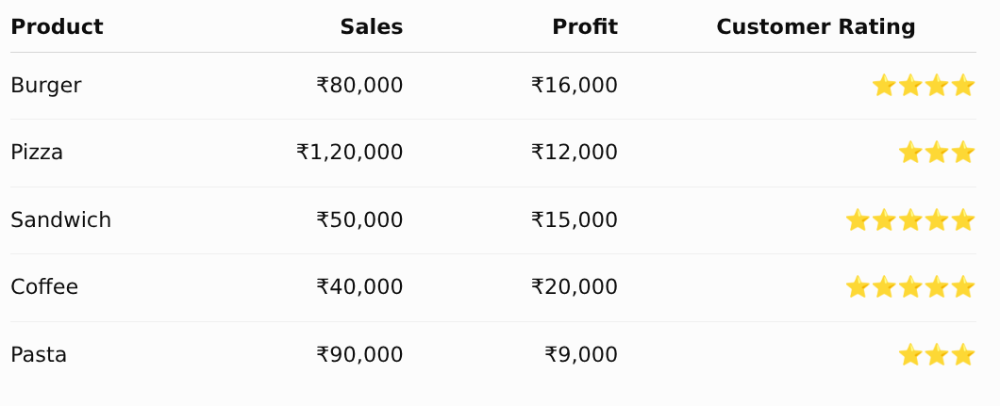 Product Sales Profit Customer Rating
Burger ₹80,000 ₹16,000 ⭐⭐⭐⭐
Pizza ₹1,20,000 ₹12,000 ⭐⭐⭐
Sandwich ₹50,000 ₹15,000 ⭐⭐⭐⭐⭐
Coffee ₹40,000 ₹20,000 ⭐⭐⭐⭐⭐
Pasta ₹90,000 ₹9,000 ⭐⭐⭐